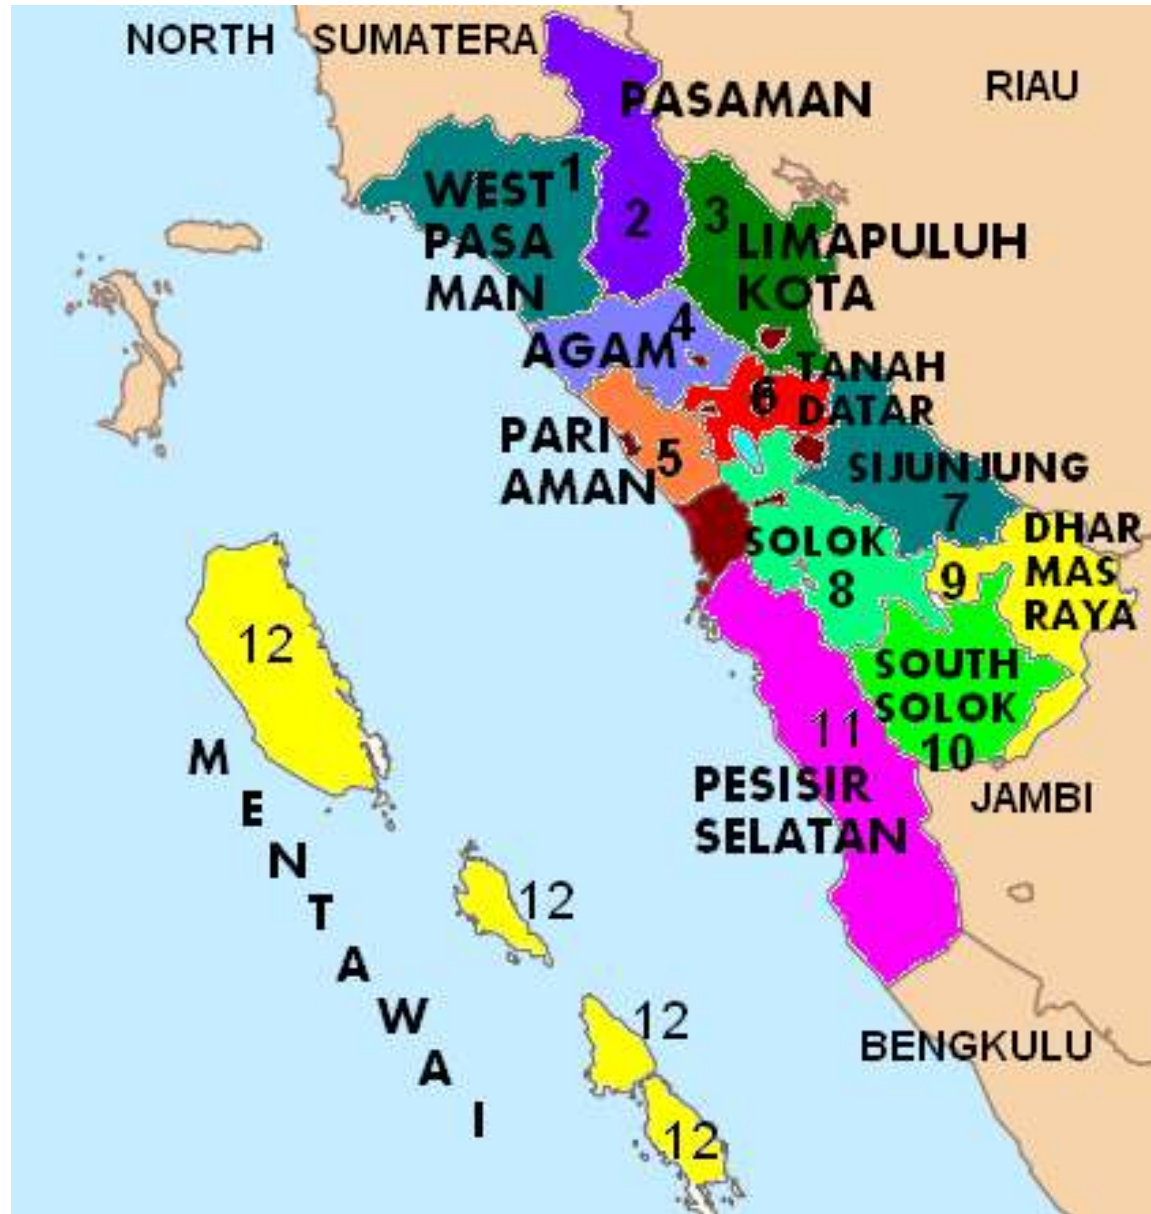 NORTH SUMATERA
RIAU
PASAMAN
1
WEST
PASA
MAN
2
3
LIMAPULUH
KOTA
4
AGAM
TANAH
DATAR
6
PARI
AMAN
5
SIJUNJUNG
7
DHAR
MAS
RAYA
9
SOLOK
8
SOUTH
SOLOK
10
11
PESISIR
SELATAN
JAMBI
BENGKULU
12
M
E
N
T
A
W
A
I
12
12
12